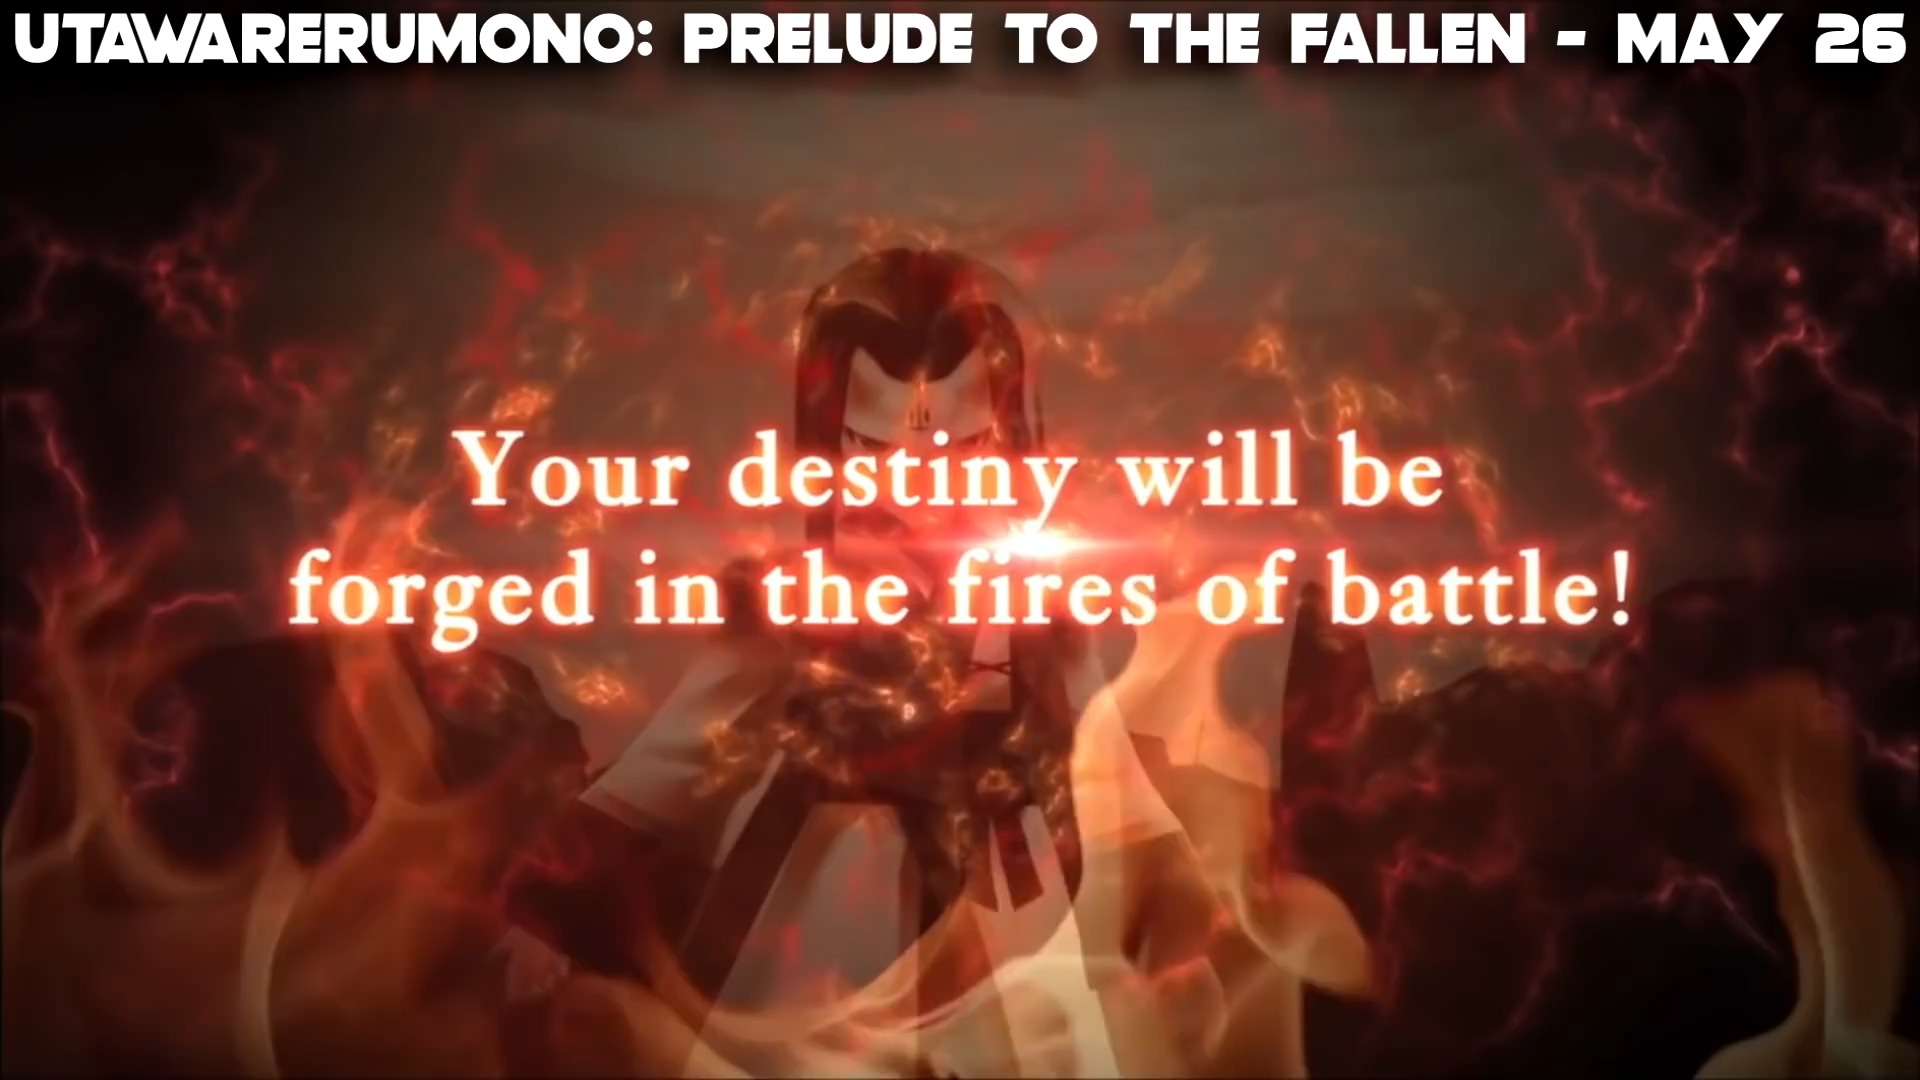 UTAWARERUMONO: PRELUDE TO THE FALLEN - MAY 26
Your destiny will be
forged in the fires of battle!